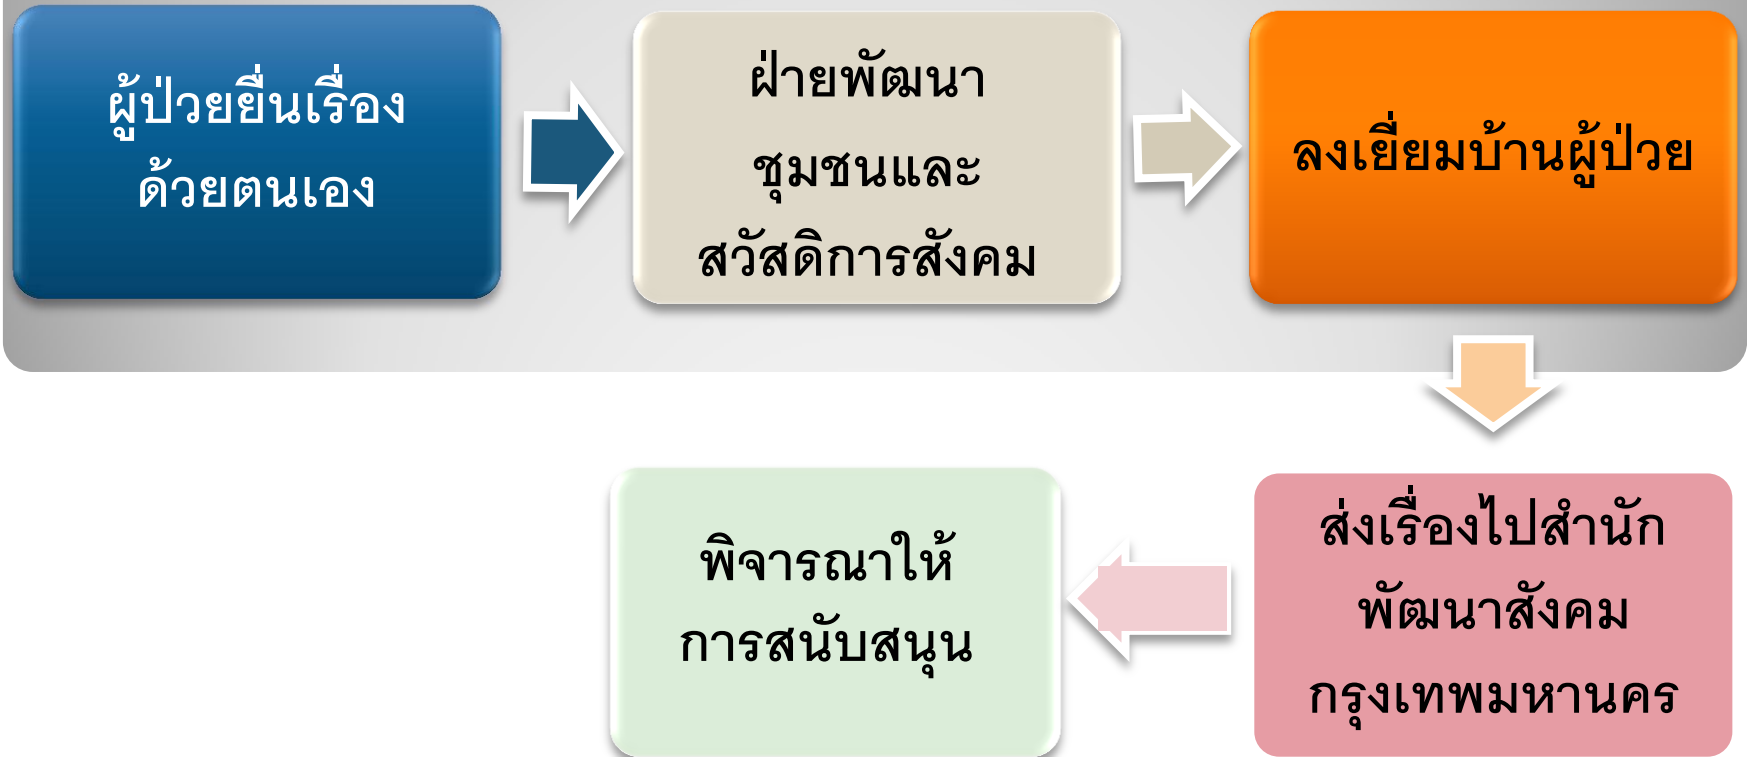 ผู้ป่วยยื่นเรื่อง
ด้วยตนเอง
ฝ่ายพัฒนา
ชุมชนและ
สวัสดิการสังคม
ลงเยี่ยมบ้านผู้ป่วย
ส่งเรื่องไปสำนัก
พัฒนาสังคม
กรุงเทพมหานคร
พิจารณาให้
การสนับสนุน